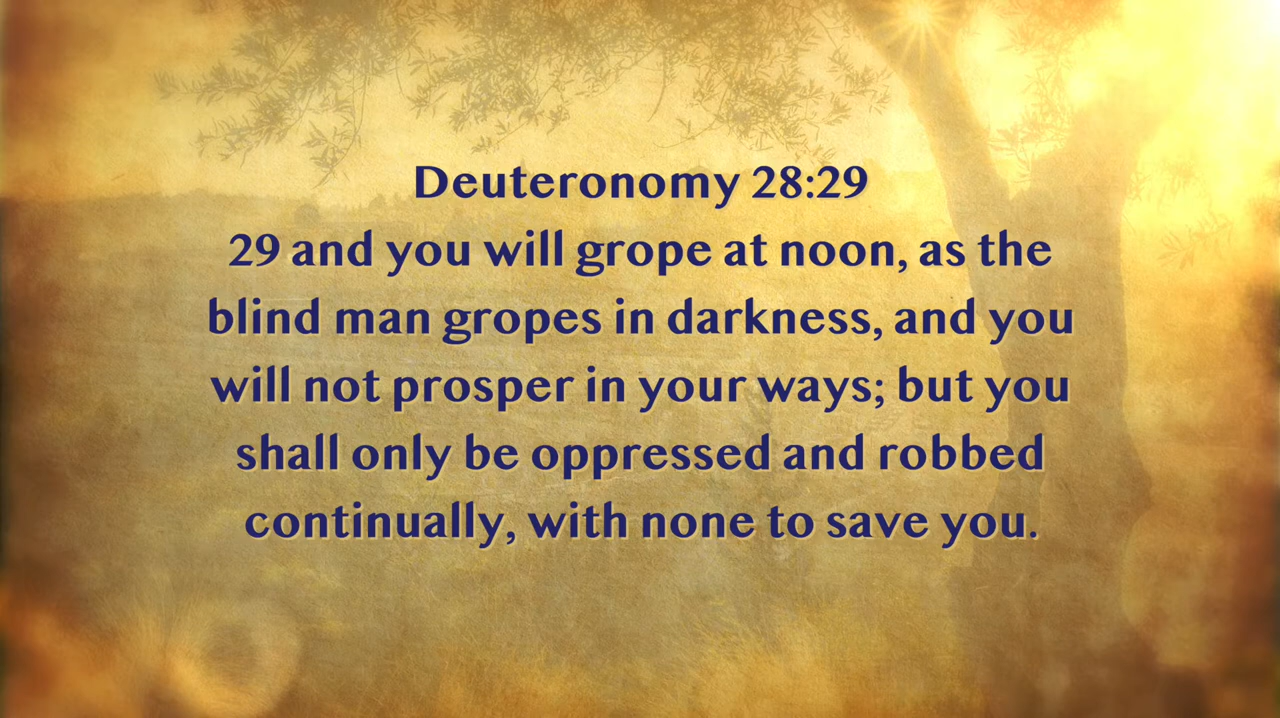 Deuteronomy 28:29
29 and you will grope at noon, as the
blind man gropes in darkness, and you
will not prosper in your ways; but you
shall only be oppressed and robbed
continually, with none to save you.